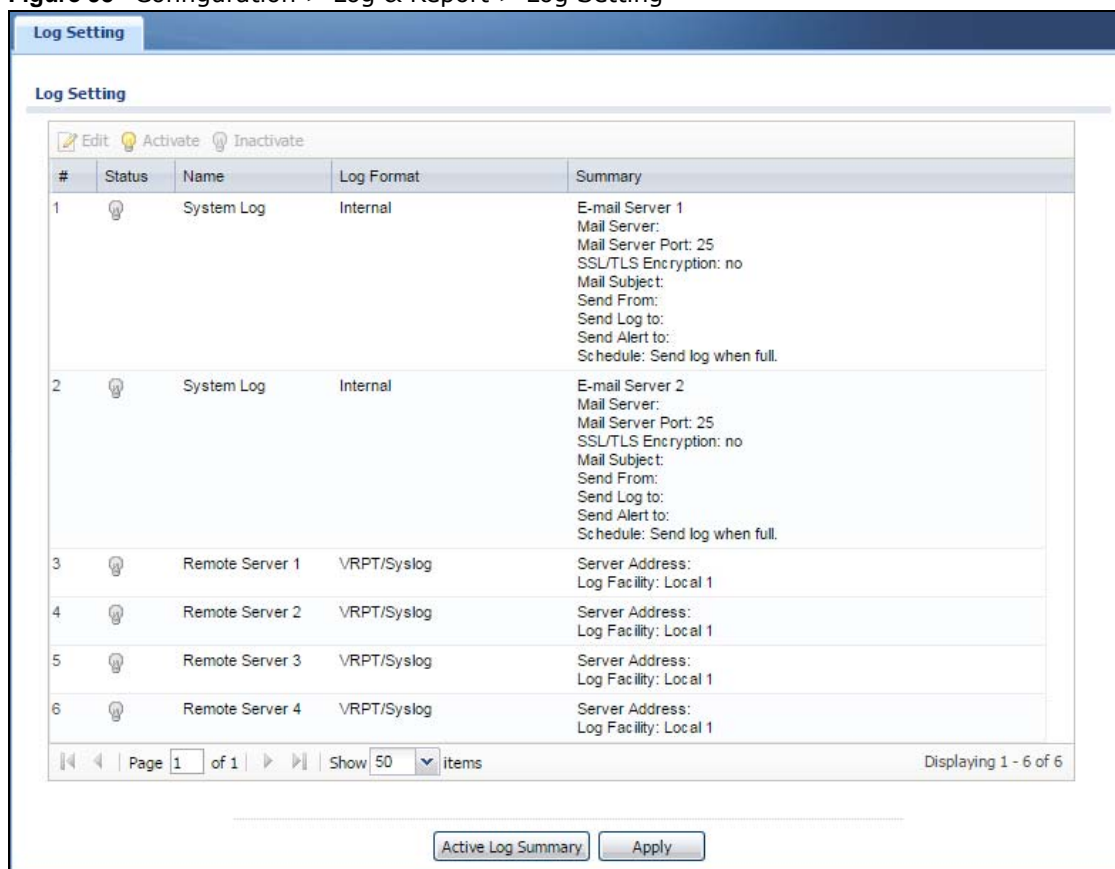 Log Setting
Log Setting
Edit Activate Inactivate
# Status Name Log Format Summary
1 System Log Internal E-mail Server 1
Mail Server:
Mail Server Port: 25
SSL/TLS Encryption: no
Mail Subject:
Send From:
Send Log to:
Send Alert to:
Schedule: Send log when full.
2 System Log Internal E-mail Server 2
Mail Server:
Mail Server Port: 25
SSL/TLS Encryption: no
Mail Subject:
Send From:
Send Log to:
Send Alert to:
Schedule: Send log when full.
3 Remote Server 1 VRPT/Syslog Server Address:
Log Facility: Local 1
4 Remote Server 2 VRPT/Syslog Server Address:
Log Facility: Local 1
5 Remote Server 3 VRPT/Syslog Server Address:
Log Facility: Local 1
6 Remote Server 4 VRPT/Syslog Server Address:
Log Facility: Local 1
Page 1 of 1 Show 50 items Displaying 1 - 6 of 6
Active Log Summary Apply